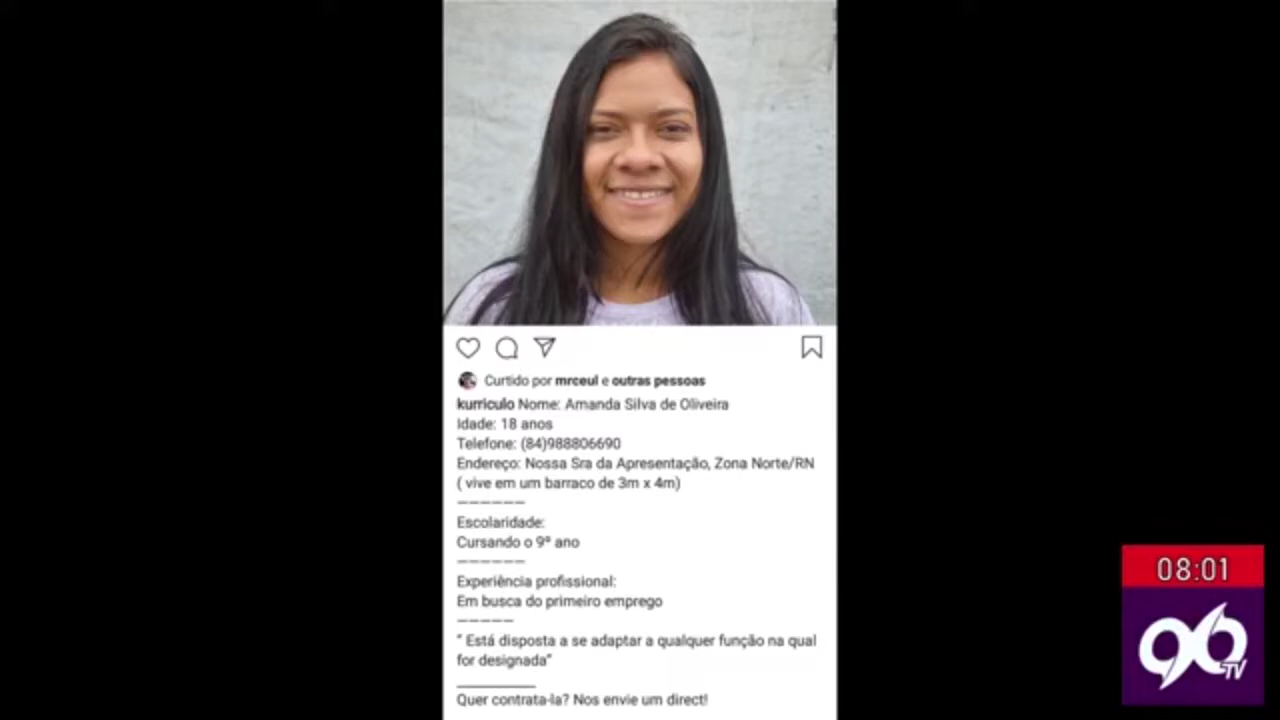 Curtido por mrceul e outras pessoas
kurriculo Nome: Amanda Silva de Oliveira
Idade: 18 anos
Telefone: (84)988806690
Endereço: Nossa Sra da Apresentação, Zona Norte/RN
( vive em um barraco de 3m x 4m)
——————
Escolaridade:
Cursando o 9º ano
——————
Experiência profissional:
Em busca do primeiro emprego
—————
“ Está disposta a se adaptar a qualquer função na qual
for designada”
__________
Quer contrata-la? Nos envie um direct!
08:01
96
TV